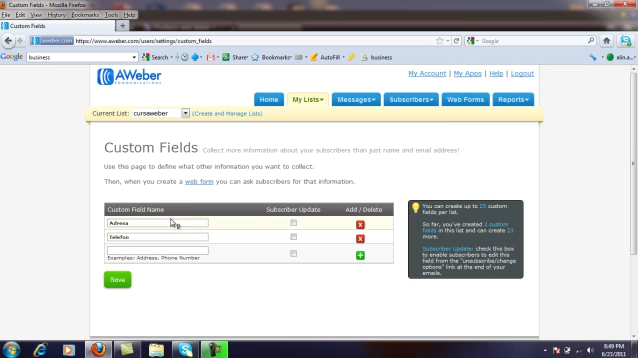 Custom Fields - Mozilla Firefox
File Edit View History Bookmarks Tools Help
Custom Fields
aweber.com https://www.aweber.com/users/settings/custom_fields
Google
Google business Search Share Bookmarks AutoFill business alin.a...
AWeber
COMMUNICATIONS
My Account | My Apps | Help | Logout
Home My Lists Messages Subscribers Web Forms Reports
Current List: cursaweber (Create and Manage Lists)
Custom Fields Collect more information about your subscribers than just name and email address!
Use this page to define what other information you want to collect.
Then, when you create a web form you can ask subscribers for that information.
Custom Field Name Subscriber Update Add / Delete
Adresa
Telefon
Examples: Address, Phone Number
Save
You can create up to 25 custom
fields per list.
So far, you've created 2 custom
fields in this list and can create 23
more.
Subscriber Update: check this box
to enable subscribers to edit this
field from the "unsubscribe/change
options" link at the end of your
emails.
8:49 PM
6/23/2011